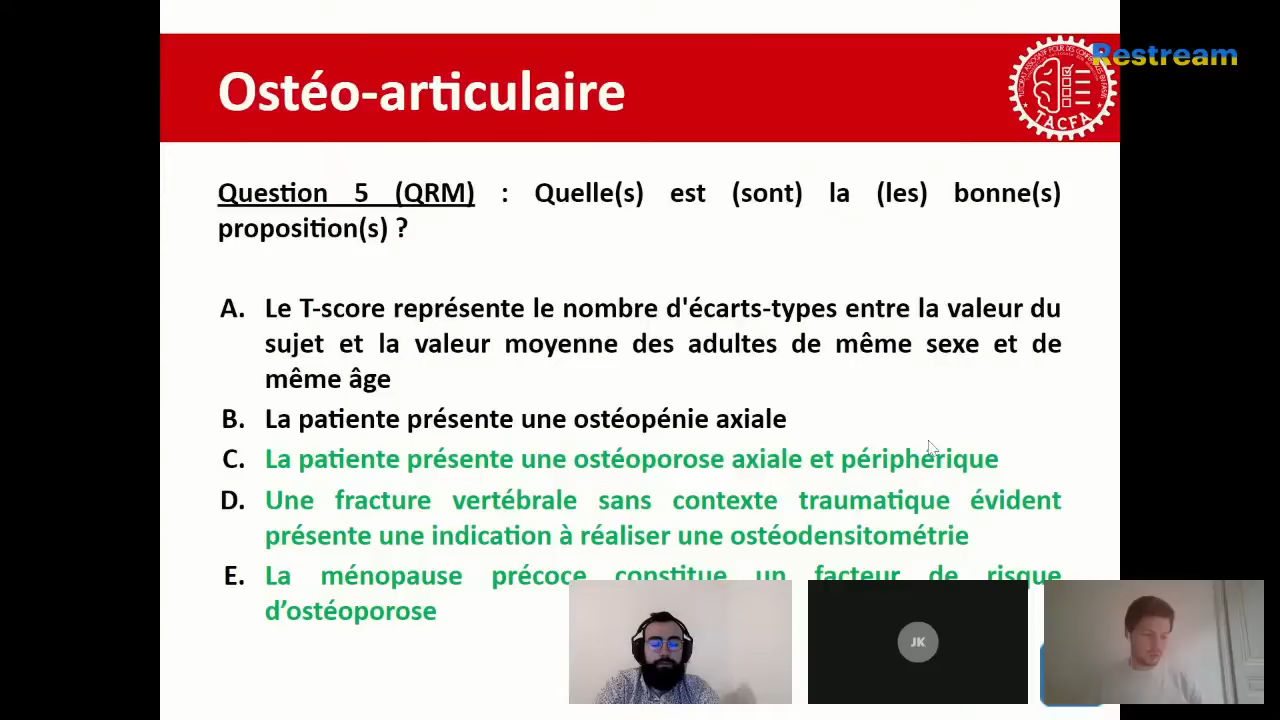 Restream
Ostéo-articulaire
TACFA
Question 5 (QRM) : Quelle(s) est (sont) la (les) bonne(s)
proposition(s) ?
A. Le T-score représente le nombre d'écarts-types entre la valeur du
sujet et la valeur moyenne des adultes de même sexe et de
même âge
B. La patiente présente une ostéopénie axiale
C. La patiente présente une ostéoporose axiale et périphérique
D. Une fracture vertébrale sans contexte traumatique évident
présente une indication à réaliser une ostéodensitométrie
E. La ménopause précoce constitue un facteur de risque
d’ostéoporose
JK